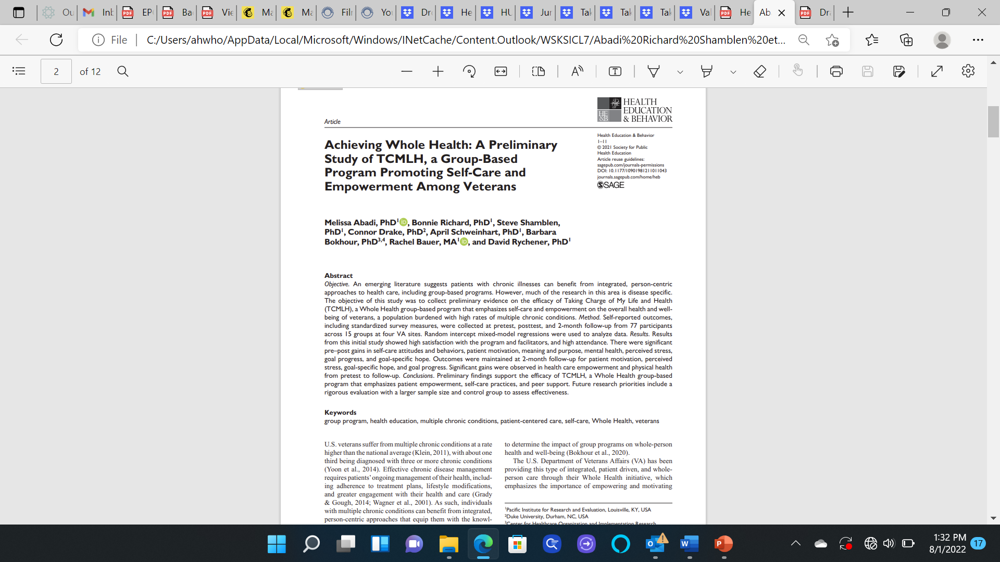 Ou
Inb
EP
Ba
Vie
Ma
Ma
Filr
Yo
Dr
He
HU
Jur
Tak
Tak
Tak
Val
He
Ab
Dr
File
C:/Users/ahwho/AppData/Local/Microsoft/Windows/INetCache/Content.Outlook/WSKSICL7/Abadi%20Richard%20Shamblen%20et...
2 of 12
Article
HEALTH
EDUCATION
& BEHAVIOR
HE
&B
Achieving Whole Health: A Preliminary
Study of TCMLH, a Group-Based
Program Promoting Self-Care and
Empowerment Among Veterans
Health Education & Behavior
1–11
© 2021 Society for Public
Health Education
Article reuse guidelines:
sagepub.com/journals-permissions
DOI: 10.1177/10901981211011043
journals.sagepub.com/home/heb
SAGE
Melissa Abadi, PhD1 iD, Bonnie Richard, PhD1, Steve Shamblen,
PhD1, Connor Drake, PhD2, April Schweinhart, PhD1, Barbara
Bokhour, PhD3,4, Rachel Bauer, MA1 iD, and David Rychener, PhD1
Abstract
Objective. An emerging literature suggests patients with chronic illnesses can benefit from integrated, person-centric
approaches to health care, including group-based programs. However, much of the research in this area is disease specific.
The objective of this study was to collect preliminary evidence on the efficacy of Taking Charge of My Life and Health
(TCMLH), a Whole Health group-based program that emphasizes self-care and empowerment on the overall health and well-
being of veterans, a population burdened with high rates of multiple chronic conditions. Method. Self-reported outcomes,
including standardized survey measures, were collected at pretest, posttest, and 2-month follow-up from 77 participants
across 15 groups at four VA sites. Random intercept mixed-model regressions were used to analyze data. Results. Results
from this initial study showed high satisfaction with the program and facilitators, and high attendance. There were significant
pre–post gains in self-care attitudes and behaviors, patient motivation, meaning and purpose, mental health, perceived stress,
goal progress, and goal-specific hope. Outcomes were maintained at 2-month follow-up for patient motivation, perceived
stress, goal-specific hope, and goal progress. Significant gains were observed in health care empowerment and physical health
from pretest to follow-up. Conclusions. Preliminary findings support the efficacy of TCMLH, a Whole Health group-based
program that emphasizes patient empowerment, self-care practices, and peer support. Future research priorities include a
rigorous evaluation with a larger sample size and control group to assess effectiveness.
Keywords
group program, health education, multiple chronic conditions, patient-centered care, self-care, Whole Health, veterans
U.S. veterans suffer from multiple chronic conditions at a rate
higher than the national average (Klein, 2011), with about one
third being diagnosed with three or more chronic conditions
(Yoon et al., 2014). Effective chronic disease management
requires patients' ongoing management of their health, includ-
ing adherence to treatment plans, lifestyle modifications,
and greater engagement with their health and care (Grady
& Gough, 2014; Wagner et al., 2001). As such, individuals
with multiple chronic conditions can benefit from integrated,
person-centric approaches that equip them with the knowl-
to determine the impact of group programs on whole-person
health and well-being (Bokhour et al., 2020).
The U.S. Department of Veterans Affairs (VA) has been
providing this type of integrated, patient driven, and whole-
person care through their Whole Health initiative, which
emphasizes the importance of empowering and motivating
1Pacific Institute for Research and Evaluation, Louisville, KY, USA
2Duke University, Durham, NC, USA
3Center for Healthcare Organization and Implementation Research
1:32 PM
8/1/2022
17